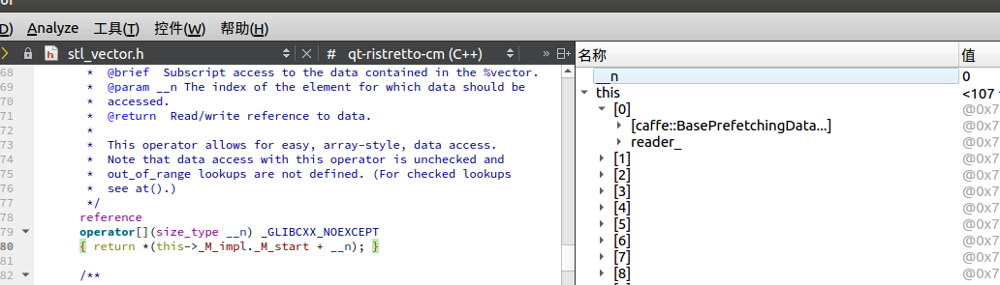 D) Analyze 工具(T) 控件(W) 帮助(H)
stl_vector.h # qt-ristretto-cm (C++) »
68 * @brief Subscript access to the data contained in the %vector.
69 * @param __n The index of the element for which data should be
70 * accessed.
71 * @return Read/write reference to data.
72 *
73 * This operator allows for easy, array-style, data access.
74 * Note that data access with this operator is unchecked and
75 * out_of_range lookups are not defined. (For checked lookups
76 * see at().)
77 */
78 reference
79 operator[](size_type __n) _GLIBCXX_NOEXCEPT
80 { return *(this->_M_impl._M_start + __n); }
81
82 /**
名称 值
__n 0
this <107
[0] @0x7
[caffe::BasePrefetchingData...] @0x7
reader_ @0x7
[1] @0x7
[2] @0x7
[3] @0x7
[4] @0x7
[5] @0x7
[6] @0x7
[7] @0x7
[8] @0x7